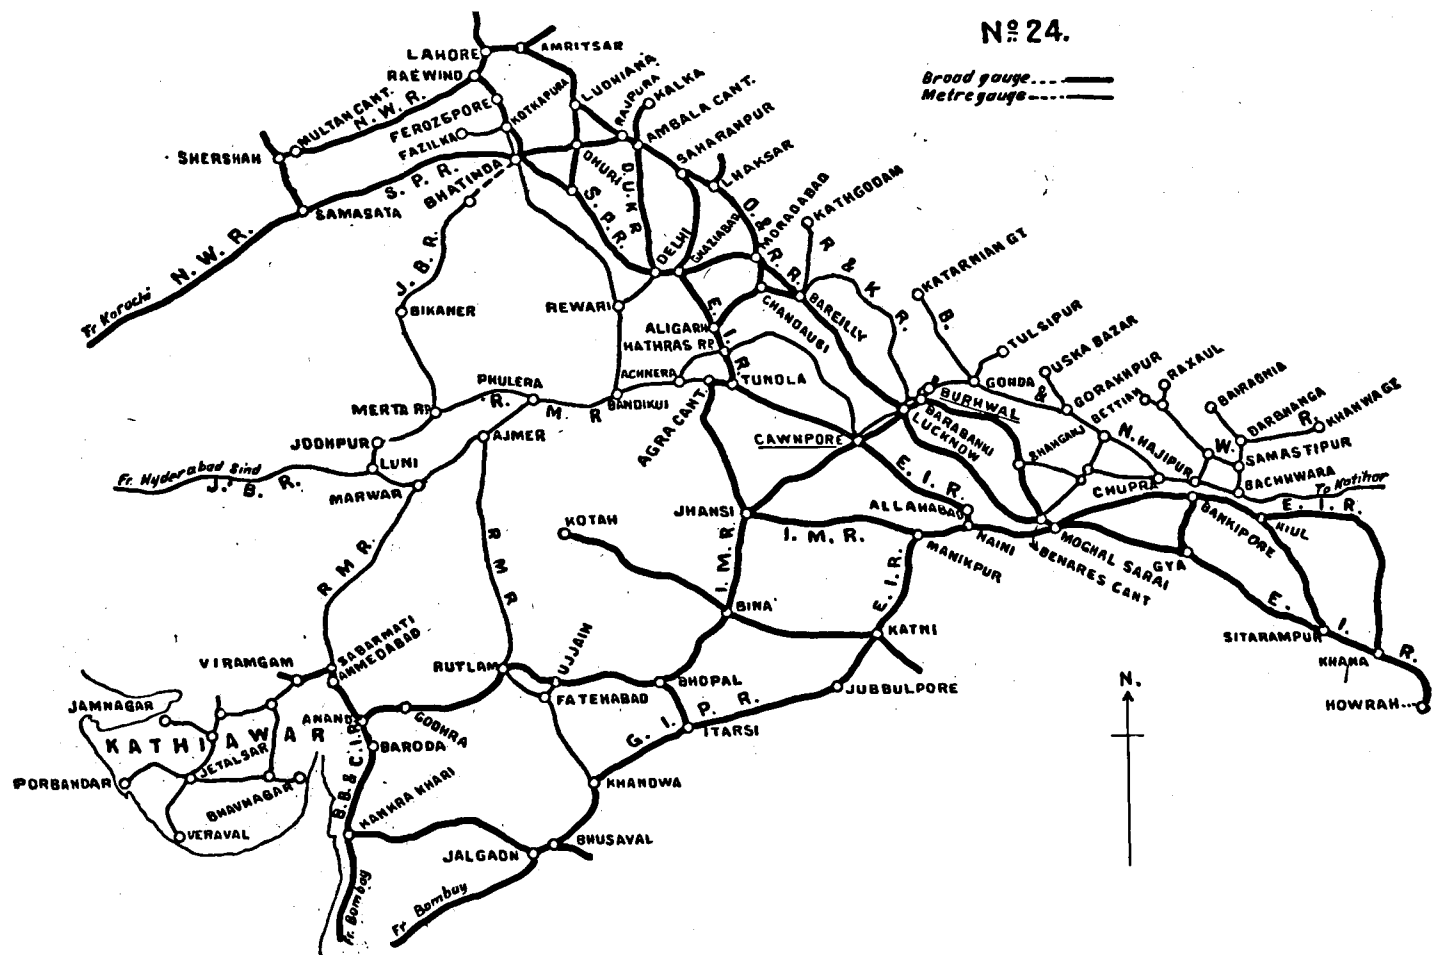 No 24.
Broad gauge
Metre gauge
LAHORE
AMRITSAR
RAEWIND
MULTAN CANT.
N. W. R.
FEROZEPORE
KOTKAPURA
LUDHIANA
RAJPURA
KALKA
AMBALA CANT.
SAHARANPUR
FAZILKA
SHERSHAH
BHATINDA
DHURI
LHAKSAR
S. P. R.
S. P. R.
D. U. K R
SAMASATA
N. W. R.
Fr Karachi
J. B. R.
DELHI
GHAZIABAD
O. & R. R.
MORADABAD
KATHGODAM
R & K R.
KATARNIAN GT
B.
BIKANER
REWARI
CHANDAUSI
BAREILLY
TULSIPUR
USKA BAZAR
ALIGARH
HATHRAS RD
E. I. R.
ACHNERA
TUNDLA
GONDA
&
GORAKHPUR
BETTIAH
RAXAUL
BAIRAGNIA
DARBHANGA
R.
KHANWA GT
PHULERA
MERTA RD
R. M R
BANDIKUI
AGRA CANT.
BURHWAL
BARABANKI
LUCKNOW
SHAHGANJ
N.
HAJIPUR
W.
SAMASTIPUR
CAWNPORE
JODHPUR
AJMER
LUNI
Fr. Hyderabad Sind
J. B R.
MARWAR
E. I. R.
CHUPRA
BACHHWARA
To Katihar
ALLAHABAD
KOTAH
JHANSI
I. M. R.
NAINI
MANIKPUR
MOGHAL SARAI
BENARES CANT
BANKIPORE
KIUL
E. I. R.
GYA
R M R.
R M R
I. M. R
E. I. R.
BINA
KATNI
E. I. R.
SITARAMPUR
KHANA
HOWRAH
SABARMATI
AHMEDABAD
VIRAMGAM
RUTLAM
UJJAIN
FATEHABAD
BHOPAL
JUBBULPORE
G. I. P. R.
ITARSI
JAMNAGAR
KATHIAWAR
ANAND
GODHRA
BARODA
JETALSAR
PORBANDAR
BHAVNAGAR
VERAVAL
B. B & C. I. R
KANKRA KHARI
KHANDWA
BHUSAVAL
JALGAON
Fr. Bombay
Fr Bombay
N.